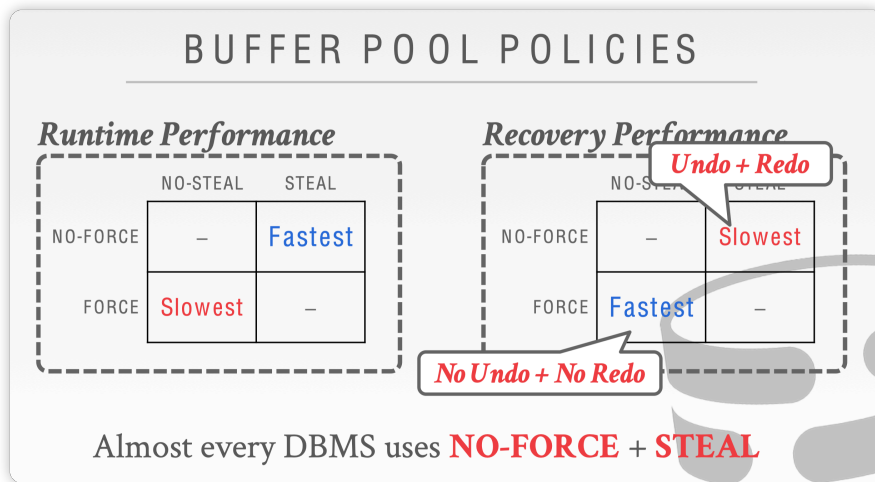 BUFFER POOL POLICIES
Runtime Performance
NO-STEAL STEAL
NO-FORCE – Fastest
FORCE Slowest –
Recovery Performance
Undo + Redo
NO-FORCE – Slowest
FORCE Fastest –
No Undo + No Redo
Almost every DBMS uses NO-FORCE + STEAL